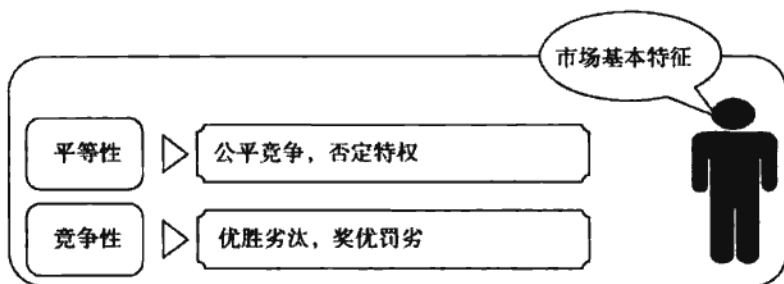 市场基本特征
平等性
公平竞争，否定特权
竞争性
优胜劣汰，奖优罚劣